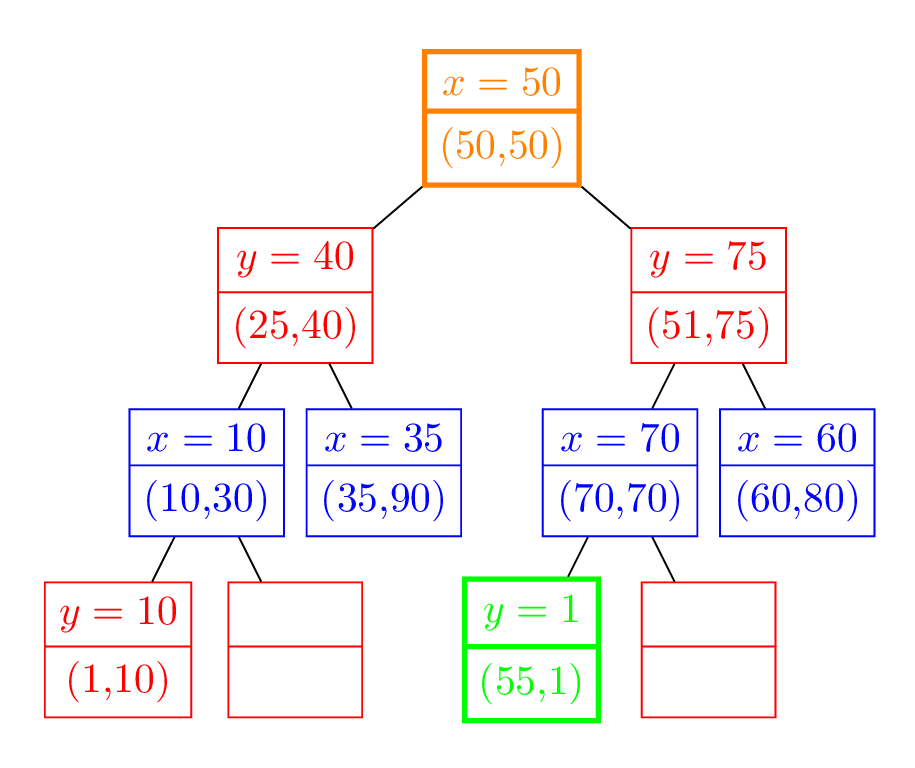 x = 50
(50,50)
y = 40
(25,40)
y = 75
(51,75)
x = 10
(10,30)
x = 35
(35,90)
x = 70
(70,70)
x = 60
(60,80)
y = 10
(1,10)
y = 1
(55,1)